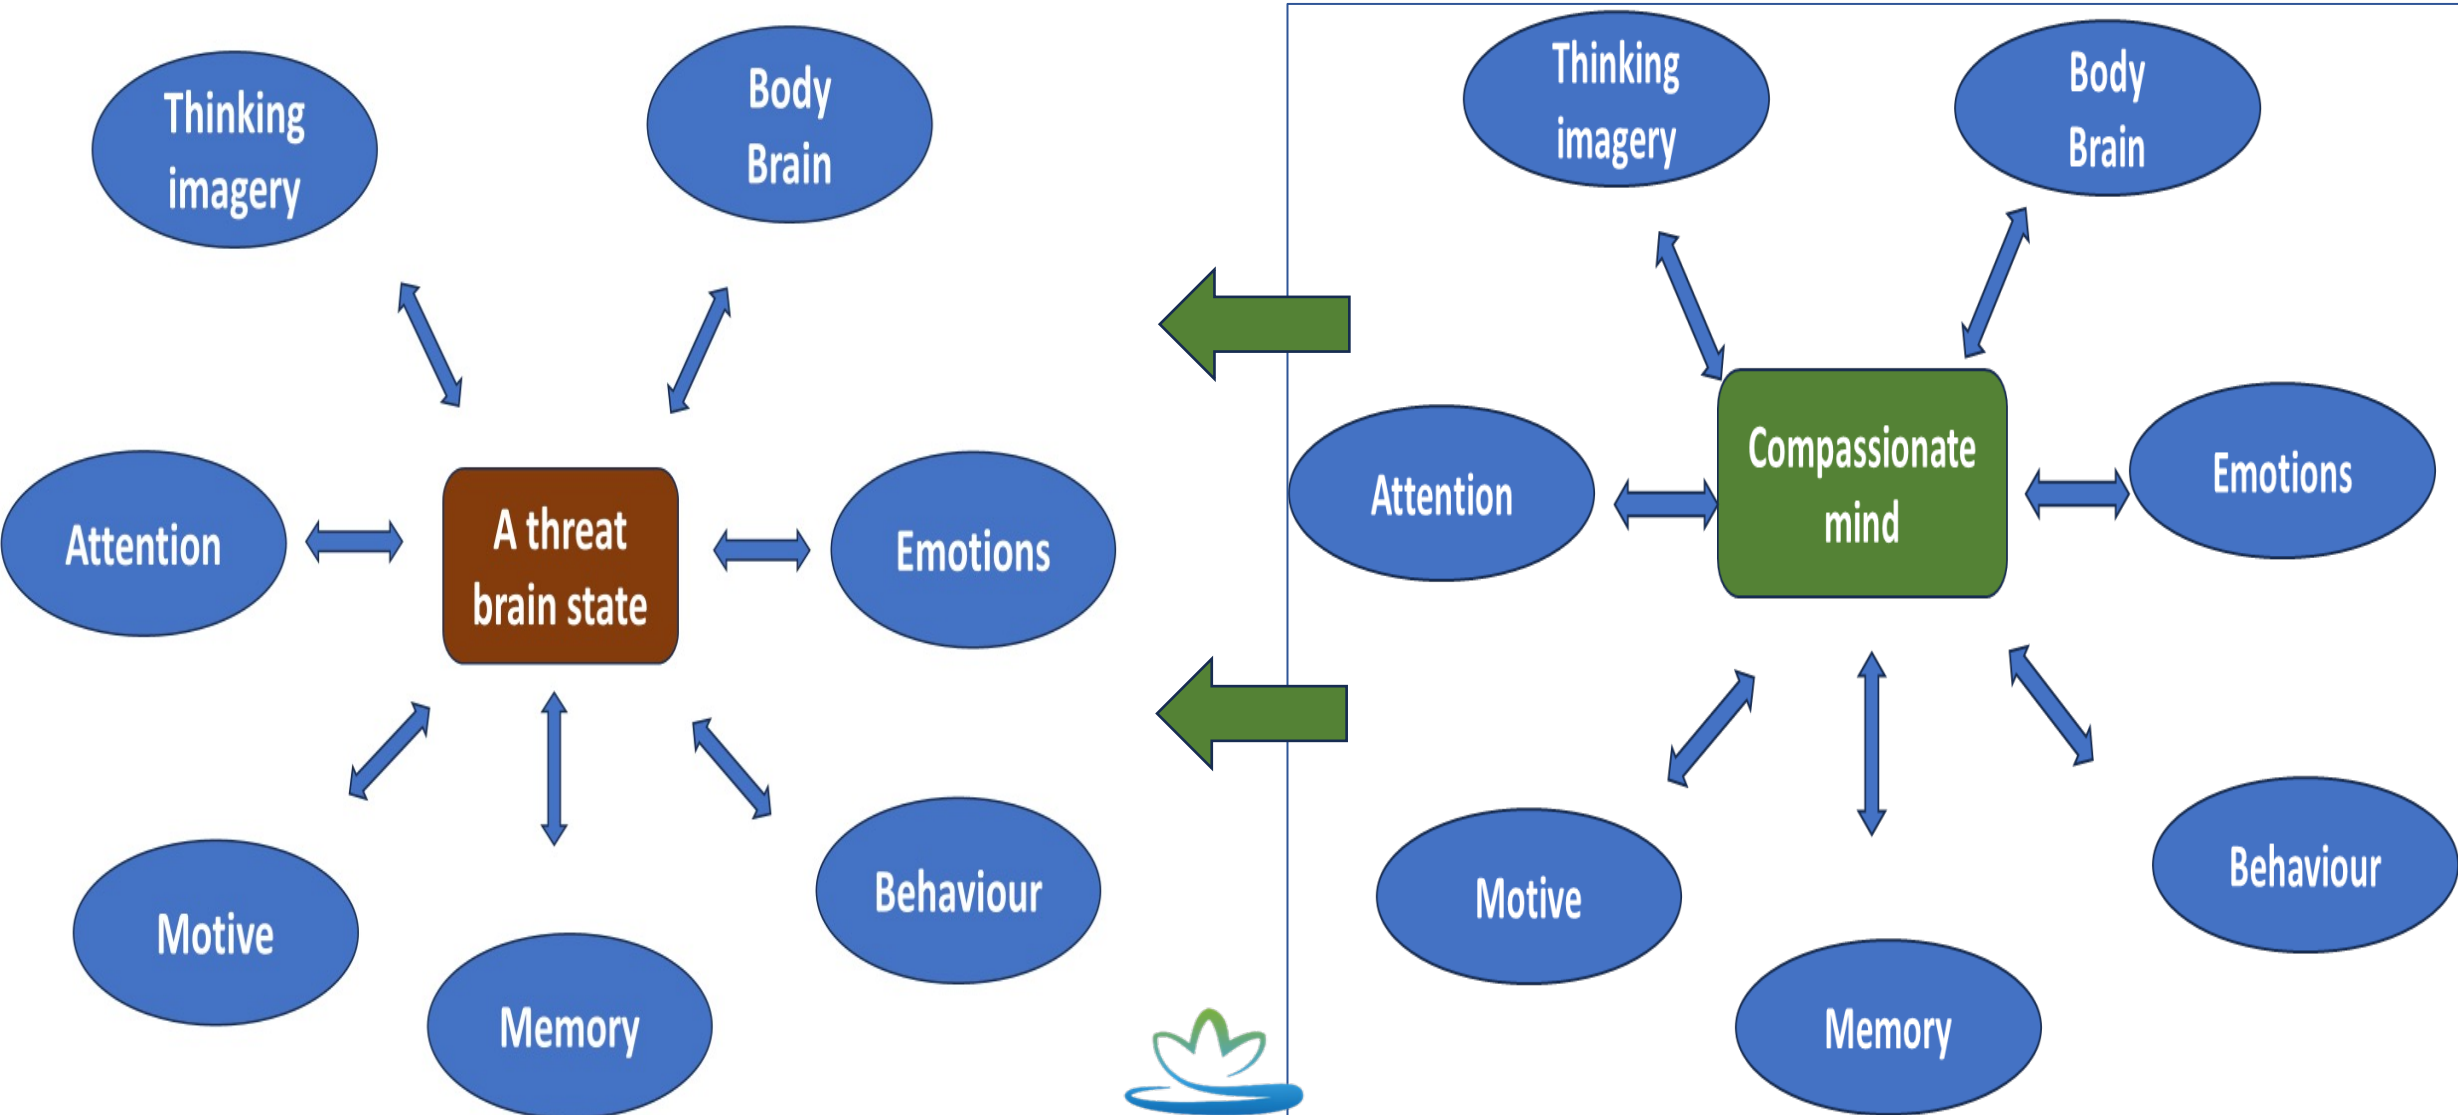 Thinking
imagery
Body
Brain
Attention
A threat
brain state
Emotions
Motive
Memory
Behaviour
Thinking
imagery
Body
Brain
Attention
Compassionate
mind
Emotions
Motive
Memory
Behaviour